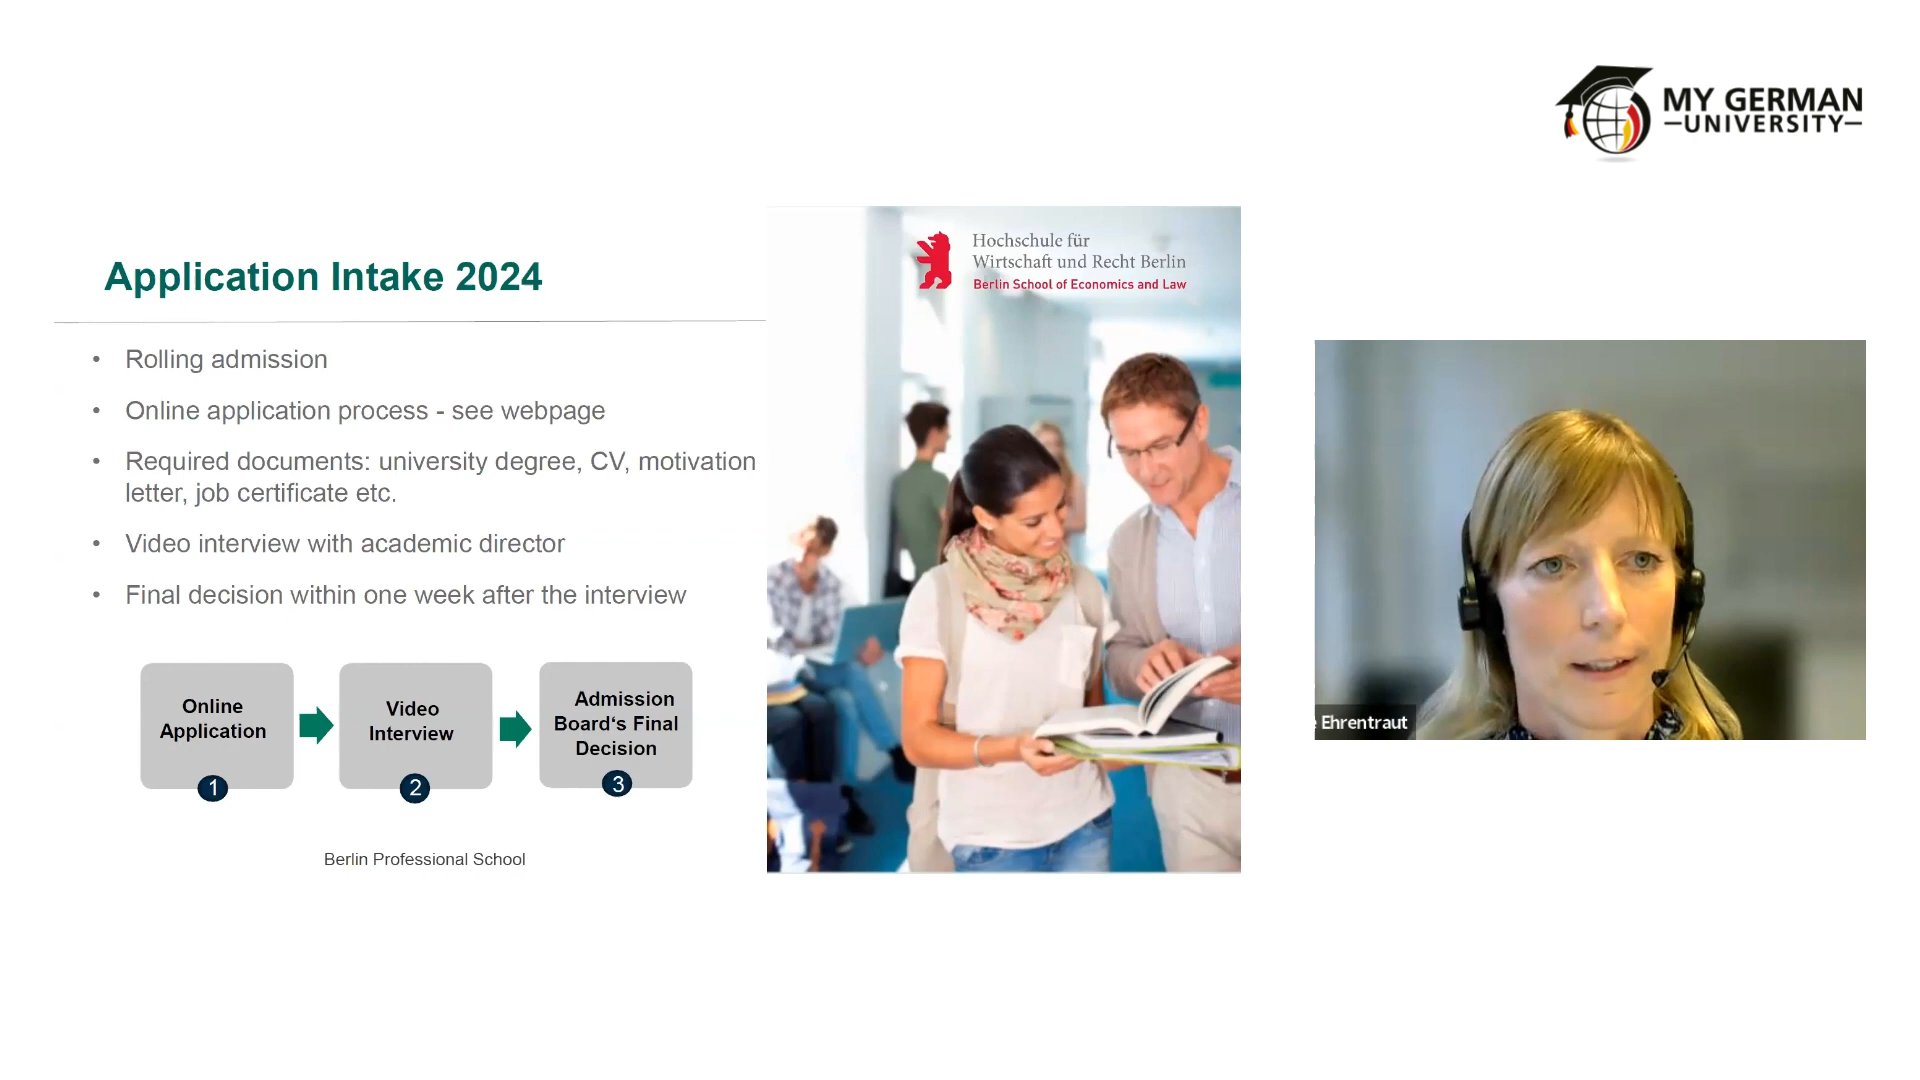 MY GERMAN
UNIVERSITY
Hochschule für
Wirtschaft und Recht Berlin
Berlin School of Economics and Law
Application Intake 2024
• Rolling admission
• Online application process - see webpage
• Required documents: university degree, CV, motivation
letter, job certificate etc.
• Video interview with academic director
• Final decision within one week after the interview
Online
Application
1
Video
Interview
2
Admission
Board‘s Final
Decision
3
Berlin Professional School
Ehrentraut